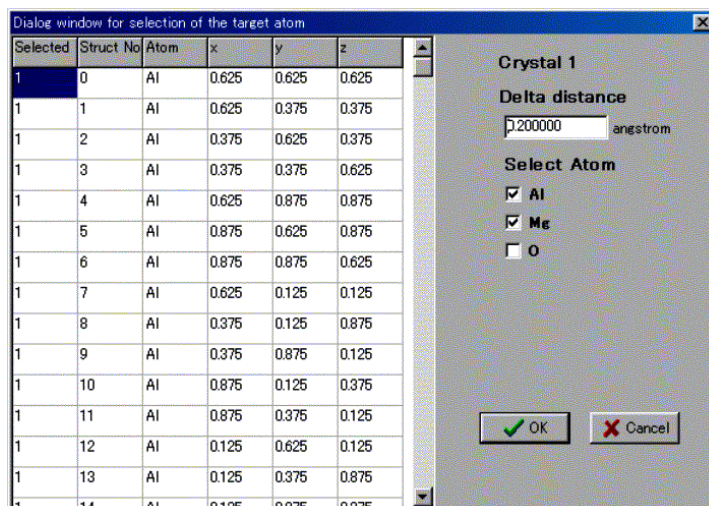 Dialog window for selection of the target atom
Selected Struct No Atom x y z
1 0 Al 0.625 0.625 0.625
1 1 Al 0.625 0.375 0.375
1 2 Al 0.375 0.625 0.375
1 3 Al 0.375 0.375 0.625
1 4 Al 0.625 0.875 0.875
1 5 Al 0.875 0.625 0.875
1 6 Al 0.875 0.875 0.625
1 7 Al 0.625 0.125 0.125
1 8 Al 0.375 0.125 0.875
1 9 Al 0.375 0.875 0.125
1 10 Al 0.875 0.125 0.375
1 11 Al 0.875 0.375 0.125
1 12 Al 0.125 0.625 0.125
1 13 Al 0.125 0.375 0.875
Crystal 1
Delta distance
0.200000 angstrom
Select Atom
Al
Mg
O
OK Cancel